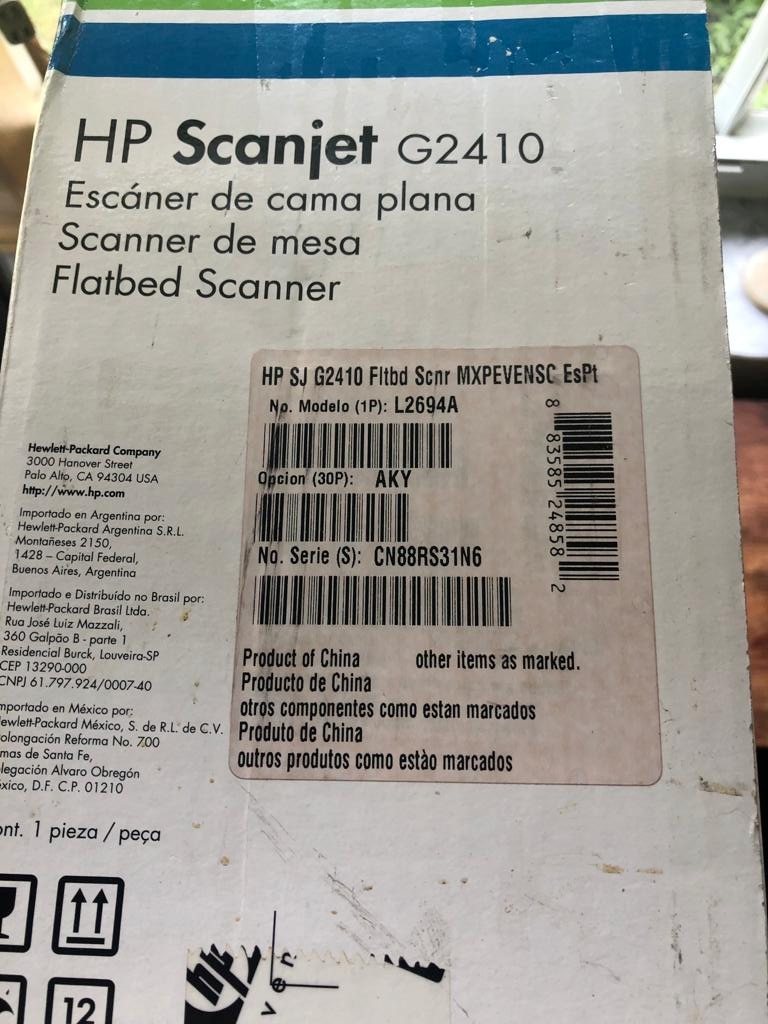 HP Scanjet G2410
Escáner de cama plana
Scanner de mesa
Flatbed Scanner
HP SJ G2410 Fltbd Scnr MXPEVENSC EsPt
No. Modelo (1P): L2694A
Opcion (30P): AKY
No. Serie (S): CN88RS31N6
8 83585 24858 2
Product of China other items as marked.
Producto de China
otros componentes como estan marcados
Produto de China
outros produtos como estào marcados
Hewlett-Packard Company
3000 Hanover Street
Palo Alto, CA 94304 USA
http://www.hp.com
Importado en Argentina por:
Hewlett-Packard Argentina S.R.L.
Montañeses 2150,
1428 – Capital Federal,
Buenos Aires, Argentina
Importado e Distribuído no Brasil por:
Hewlett-Packard Brasil Ltda.
Rua José Luiz Mazzali,
360 Galpão B - parte 1
Residencial Burck, Louveira-SP
CEP 13290-000
CNPJ 61.797.924/0007-40
mportado en México por:
ewlett-Packard México, S. de R.L. de C.V.
olongación Reforma No. 700
mas de Santa Fe,
legación Alvaro Obregón
xico, D.F. C.P. 01210
nt. 1 pieza / peça
12
hp